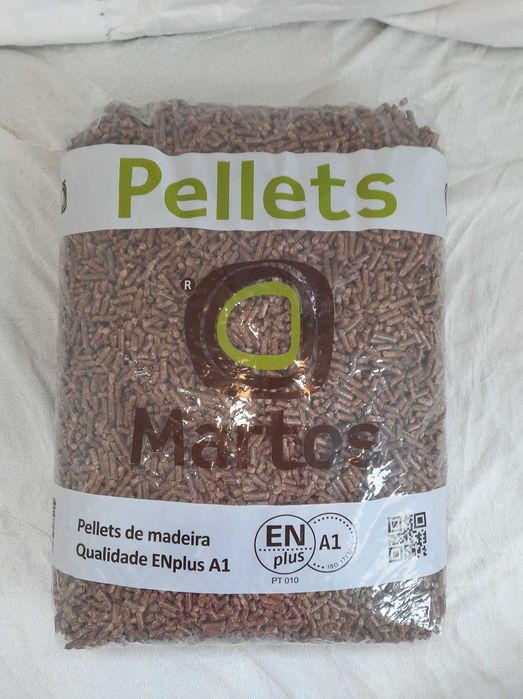 Pellets
®
Martos
Pellets de madeira
Qualidade ENplus A1
EN
plus
A1
PT 010